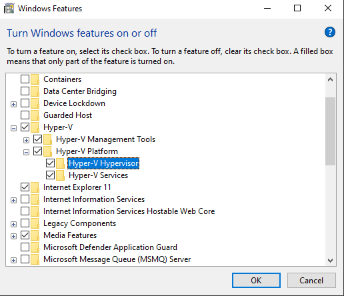 Windows Features
Turn Windows features on or off
To turn a feature on, select its check box. To turn a feature off, clear its check box. A filled box means that only part of the feature is turned on.
Containers
Data Center Bridging
Device Lockdown
Guarded Host
Hyper-V
Hyper-V Management Tools
Hyper-V Platform
Hyper-V Hypervisor
Hyper-V Services
Internet Explorer 11
Internet Information Services
Internet Information Services Hostable Web Core
Legacy Components
Media Features
Microsoft Defender Application Guard
Microsoft Message Queue (MSMQ) Server
OK
Cancel